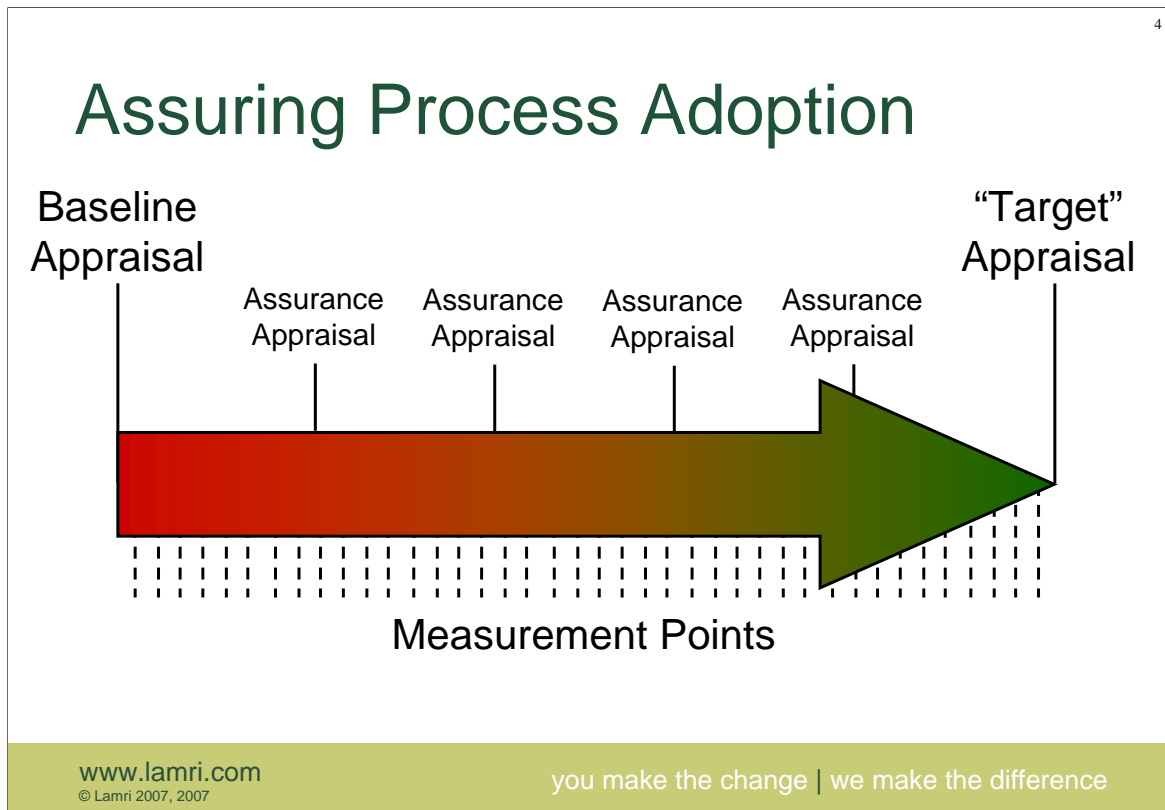 4
Assuring Process Adoption
Baseline
Appraisal
“Target”
Appraisal
Assurance
Appraisal
Assurance
Appraisal
Assurance
Appraisal
Assurance
Appraisal
Measurement Points
www.lamri.com
© Lamri 2007, 2007
you make the change | we make the difference